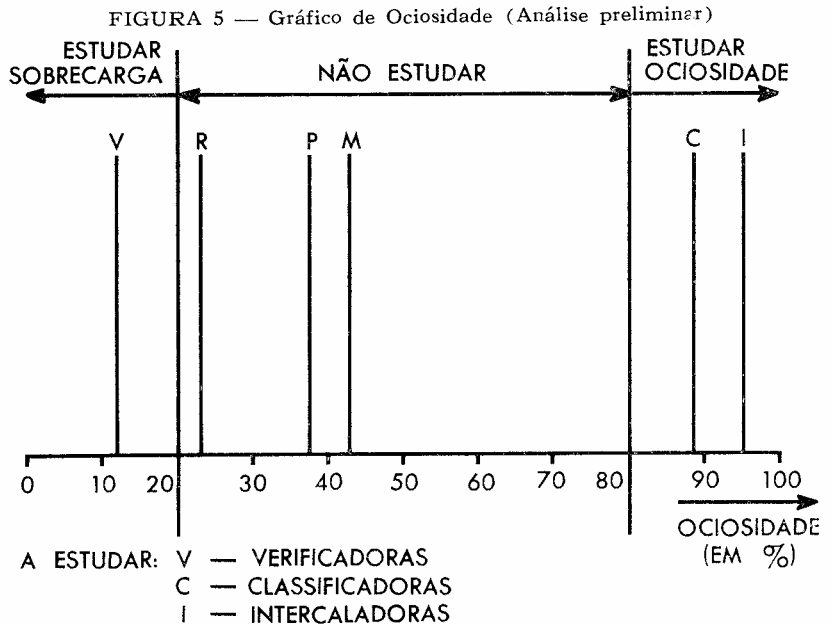 FIGURA 5 — Gráfico de Ociosidade (Análise preliminar)
ESTUDAR
SOBRECARGA
NÃO ESTUDAR
ESTUDAR
OCIOSIDADE
V R P M C I
0 10 20 30 40 50 60 70 80 90 100
OCIOSIDADE
(EM %)
A ESTUDAR: V — VERIFICADORAS
C — CLASSIFICADORAS
I — INTERCALADORAS